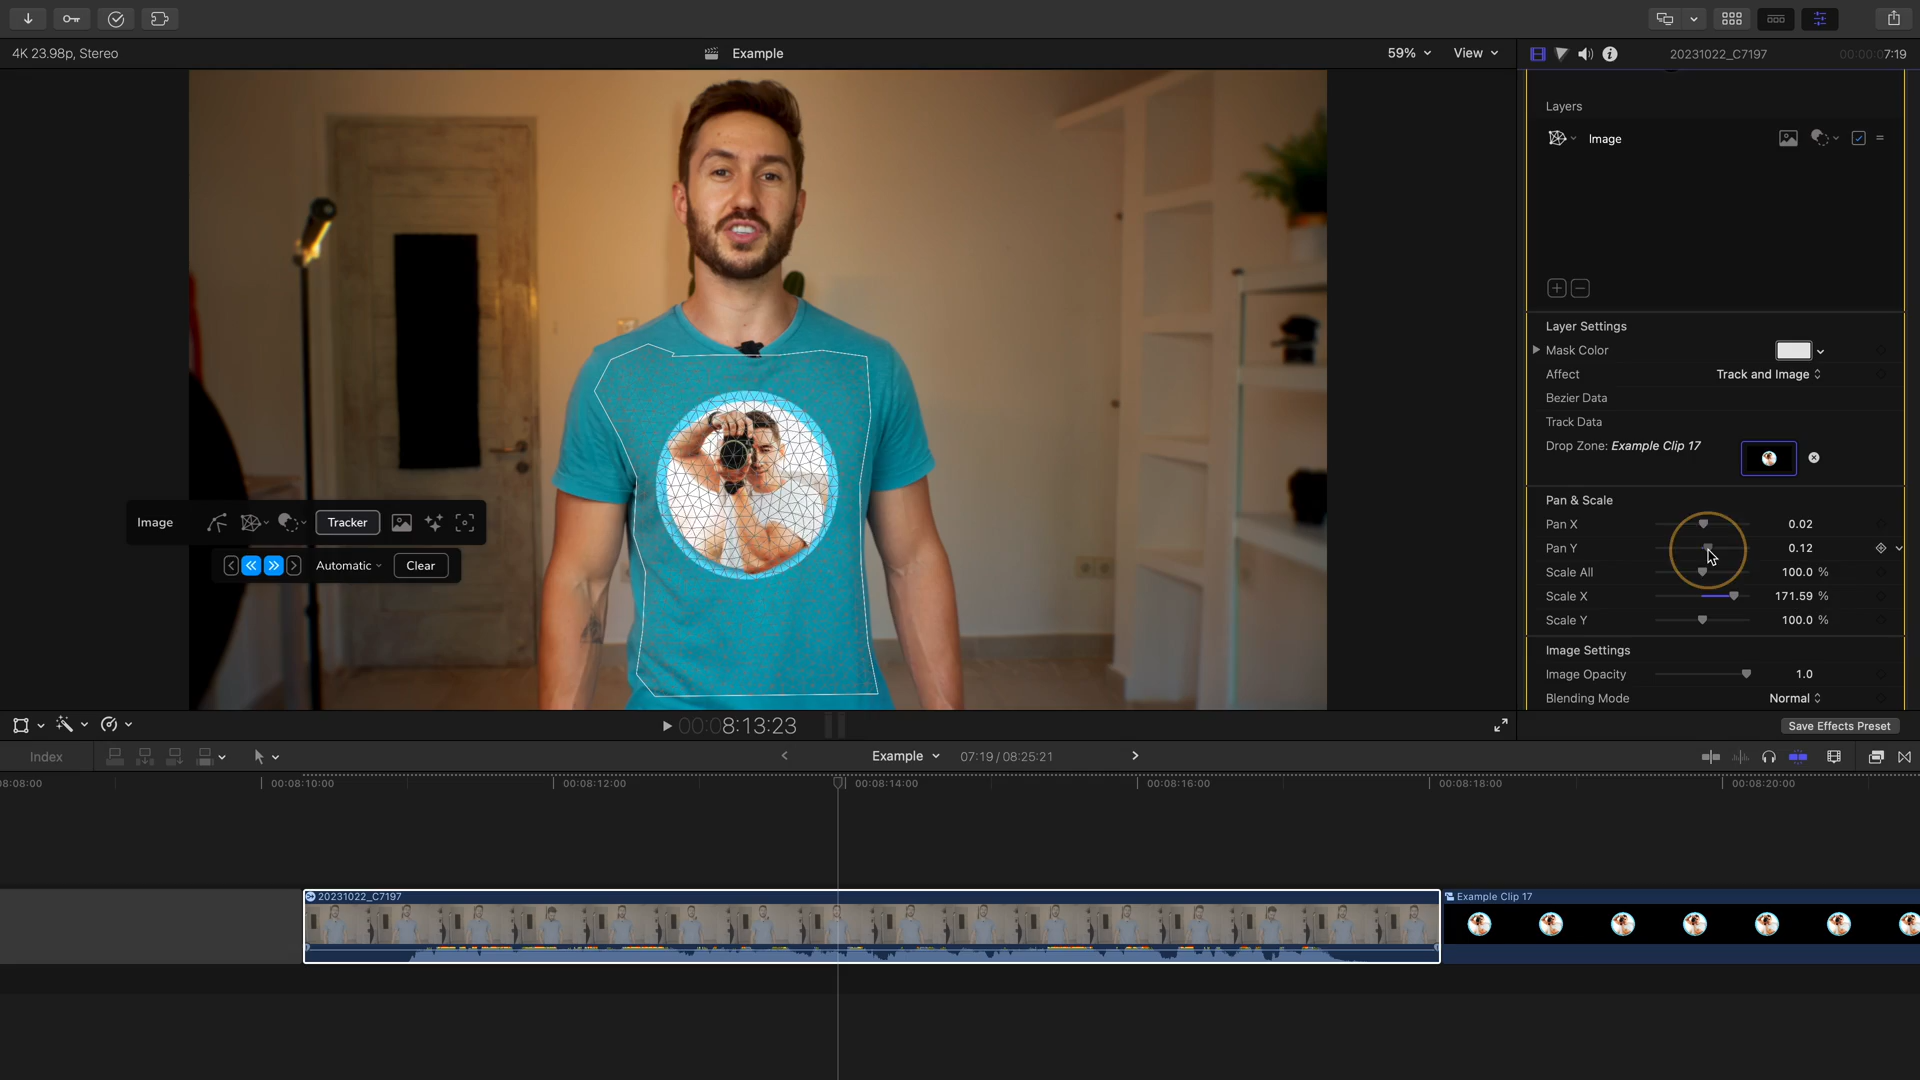 4K 23.98p, Stereo
Example
59%
View
20231022_C7197
00:00:07:19
Layers
Image
Layer Settings
Mask Color
Affect
Track and Image
Bezier Data
Track Data
Drop Zone: Example Clip 17
Pan & Scale
Pan X
0.02
Pan Y
0.12
Scale All
100.0 %
Scale X
171.59 %
Scale Y
100.0 %
Image Settings
Image Opacity
1.0
Blending Mode
Normal
Save Effects Preset
Image
Tracker
Automatic
Clear
00:08:13:23
Index
Example
07:19 / 08:25:21
8:08:00
00:08:10:00
00:08:12:00
00:08:14:00
00:08:16:00
00:08:18:00
00:08:20:00
20231022_C7197
Example Clip 17